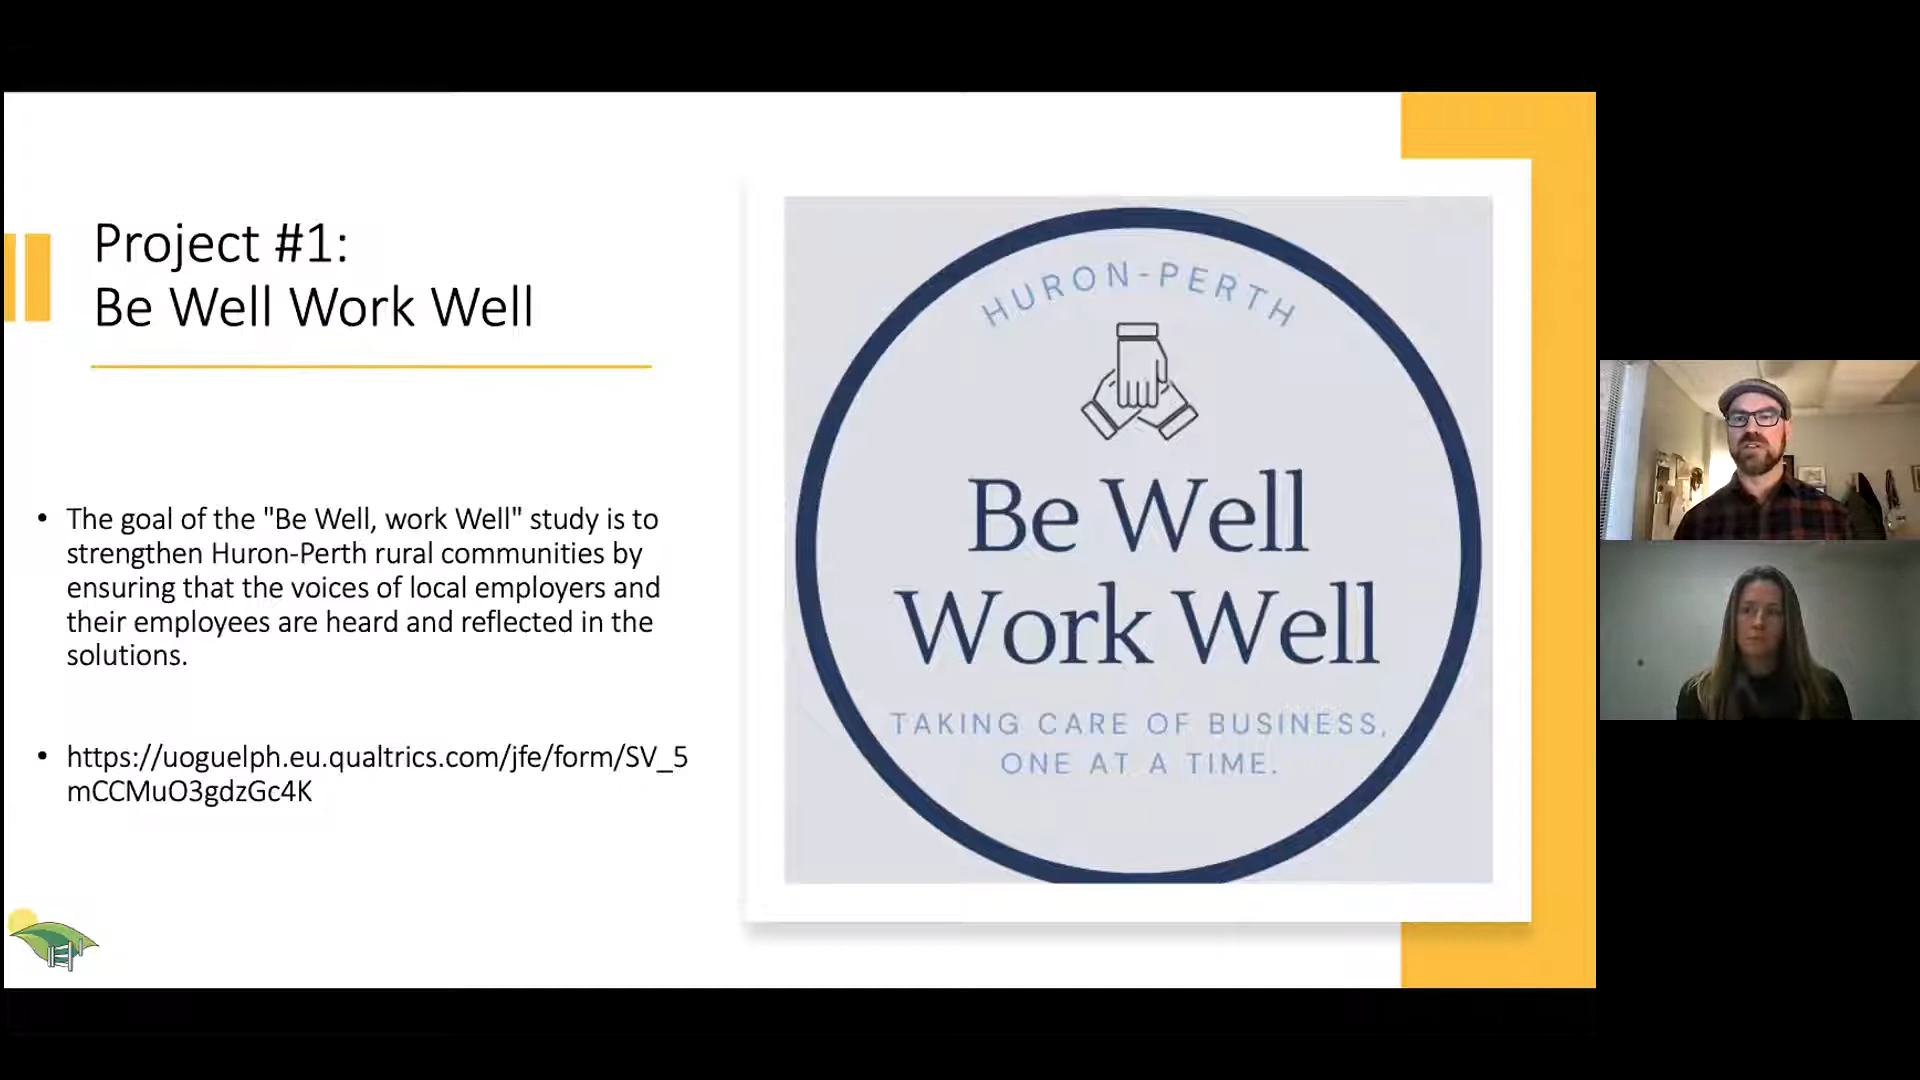 Project #1:
Be Well Work Well
• The goal of the "Be Well, work Well" study is to
strengthen Huron-Perth rural communities by
ensuring that the voices of local employers and
their employees are heard and reflected in the
solutions.
• https://uoguelph.eu.qualtrics.com/jfe/form/SV_5
mCCMuO3gdzGc4K
HURON-PERTH
Be Well
Work Well
TAKING CARE OF BUSINESS,
ONE AT A TIME.